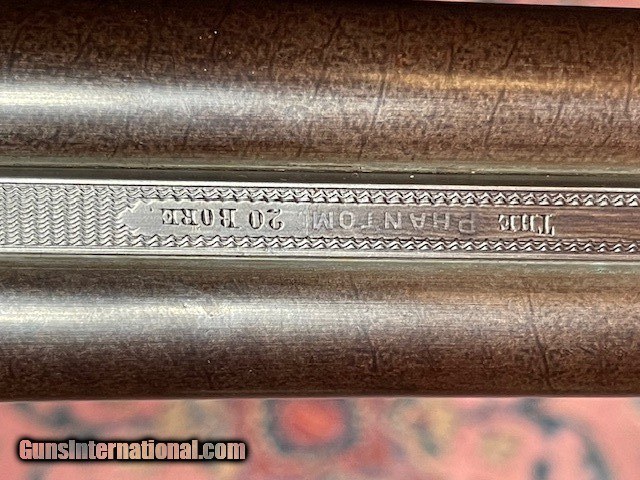 THE PHANTOM 20 BORE
GunsInternational.com